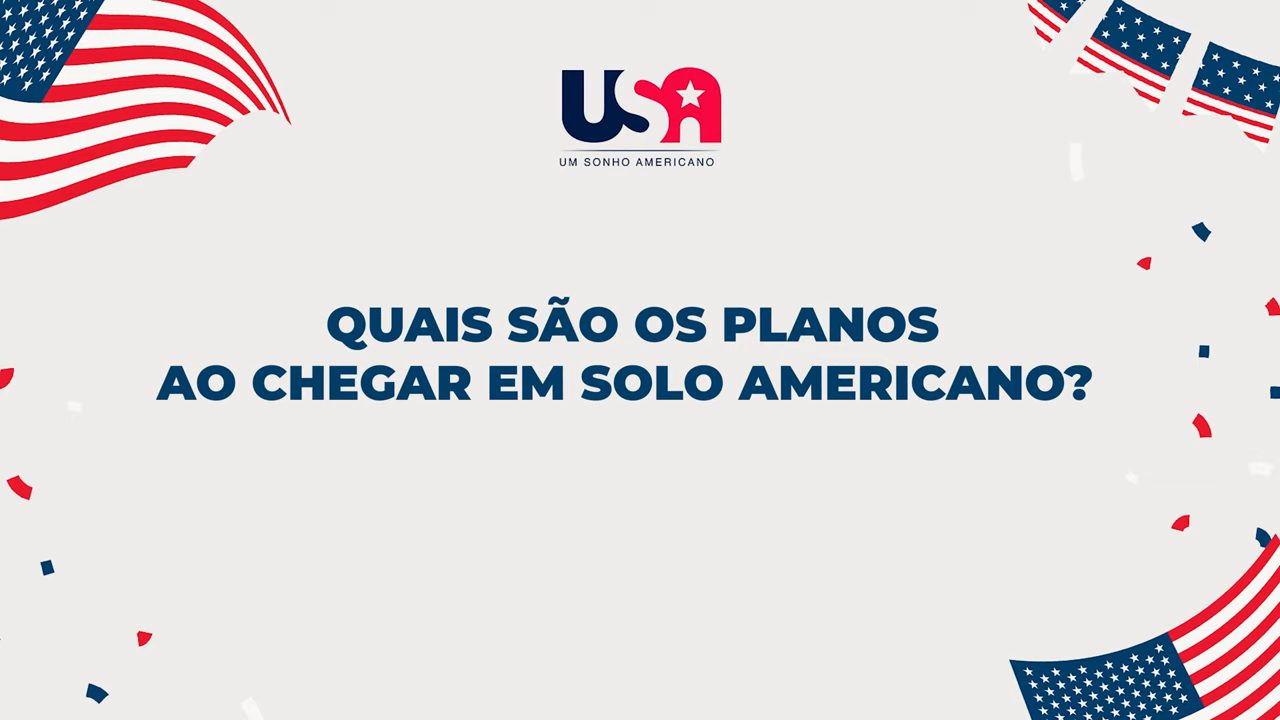 USA
UM SONHO AMERICANO
QUAIS SÃO OS PLANOS
AO CHEGAR EM SOLO AMERICANO?